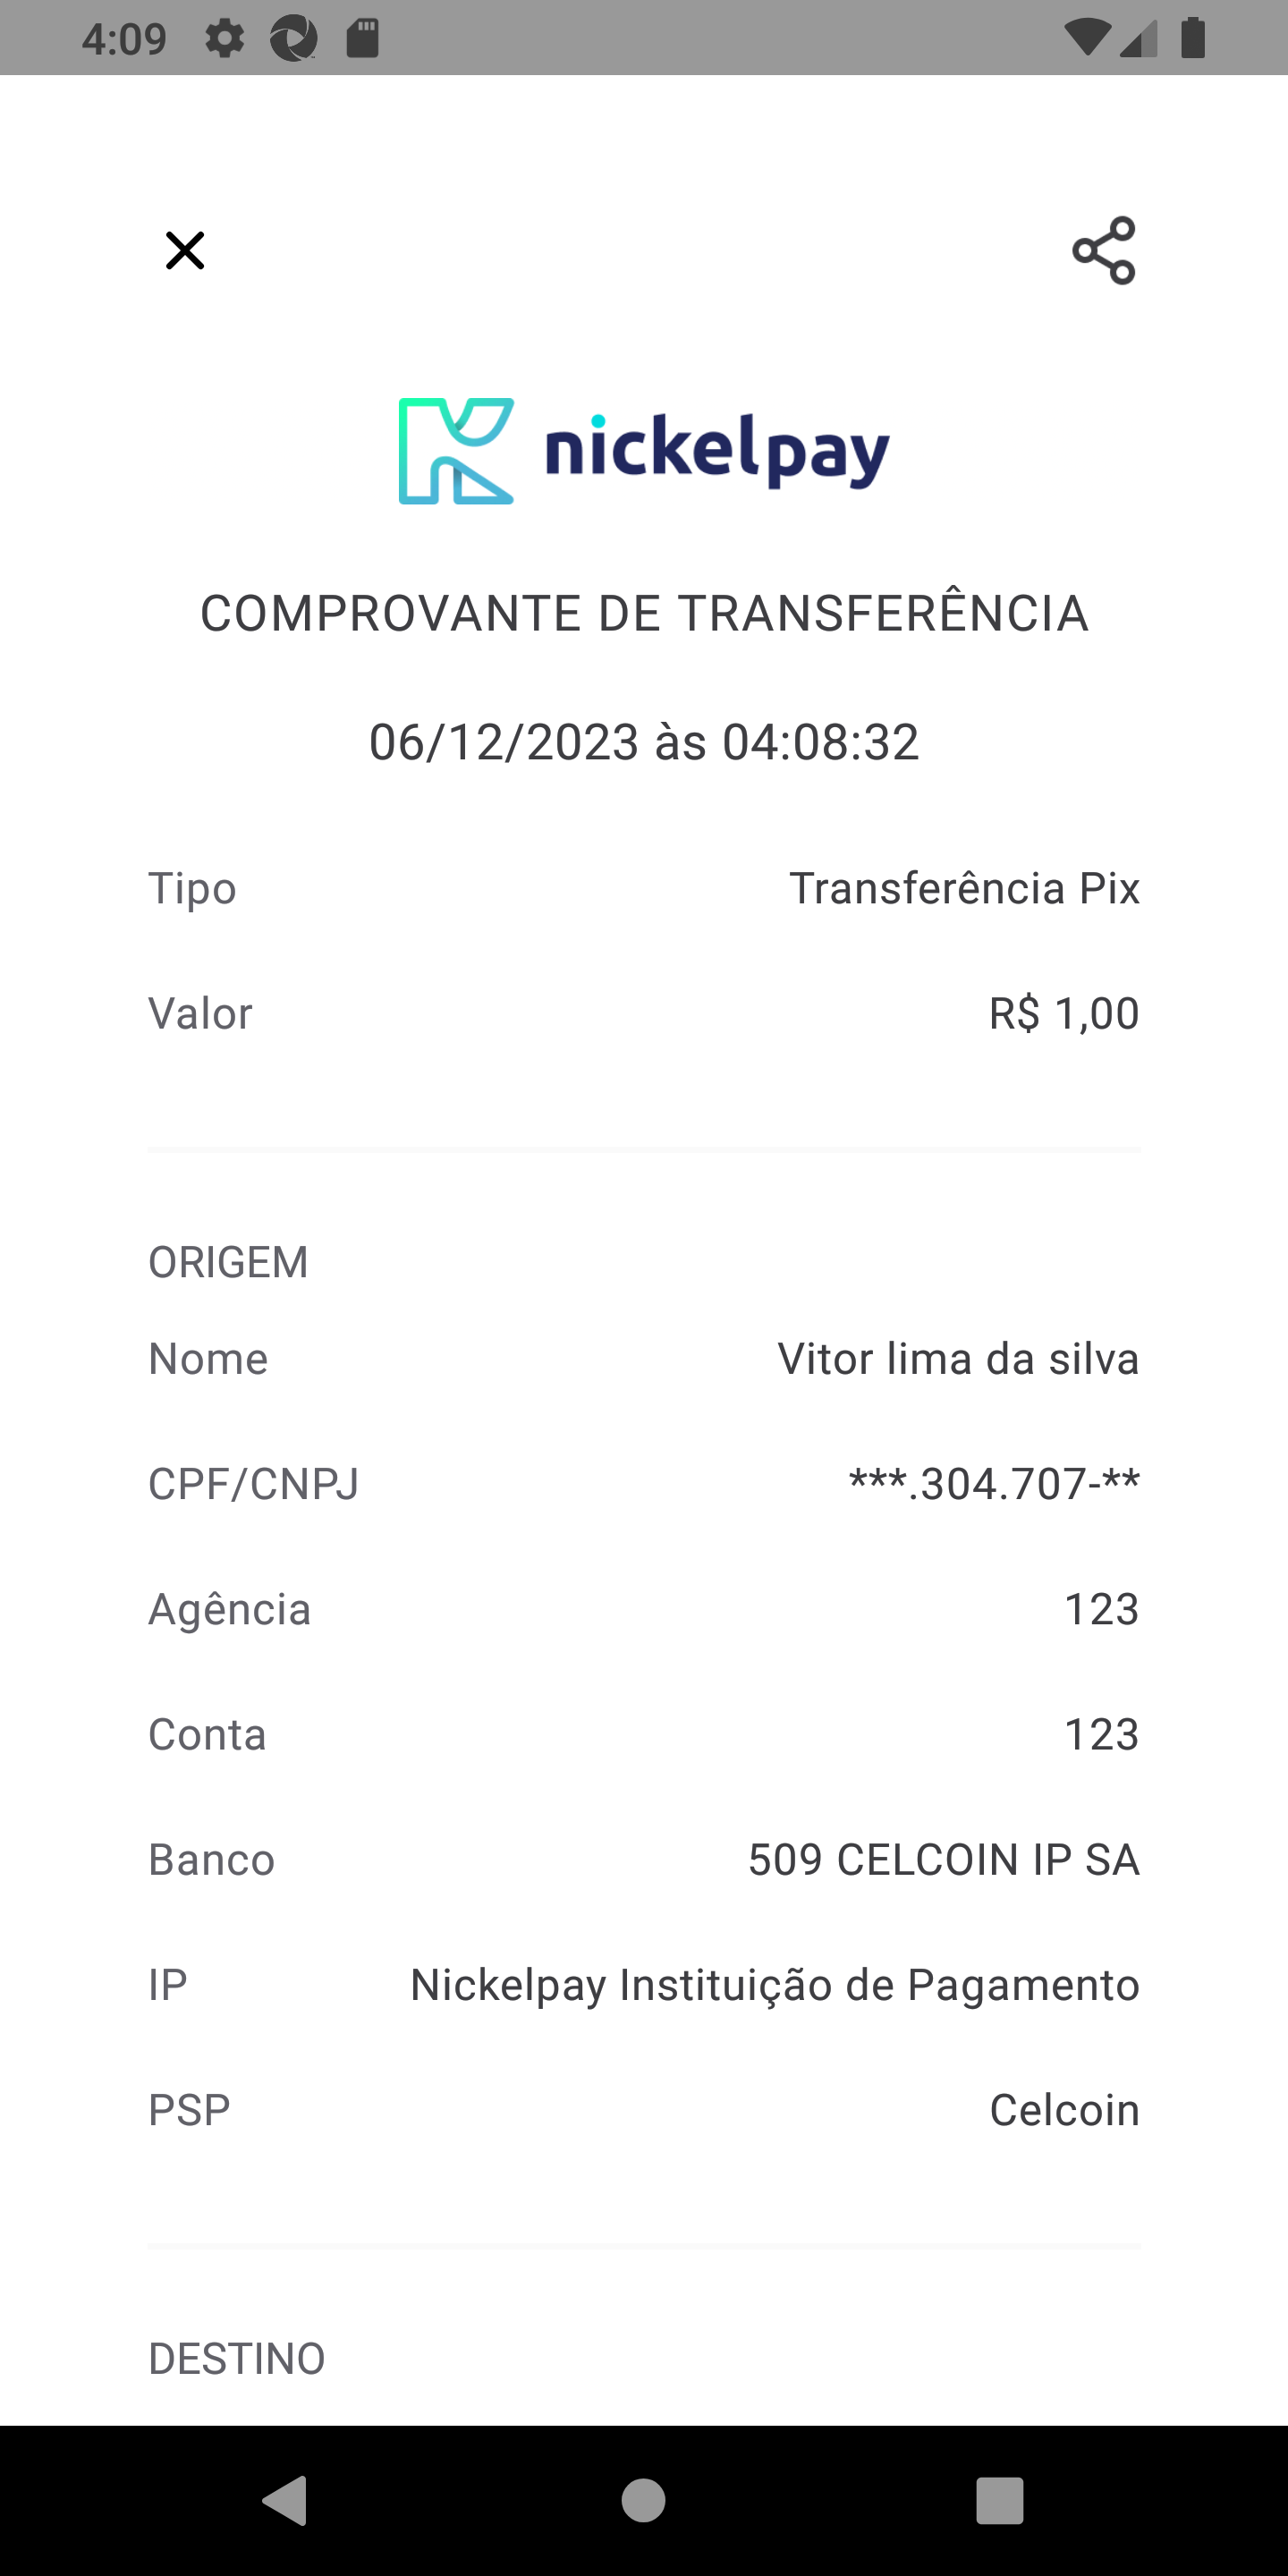 4:09
nickelpay
COMPROVANTE DE TRANSFERÊNCIA
06/12/2023 às 04:08:32
Tipo Transferência Pix
Valor R$ 1,00
ORIGEM
Nome Vitor lima da silva
CPF/CNPJ ***.304.707-**
Agência 123
Conta 123
Banco 509 CELCOIN IP SA
IP Nickelpay Instituição de Pagamento
PSP Celcoin
DESTINO